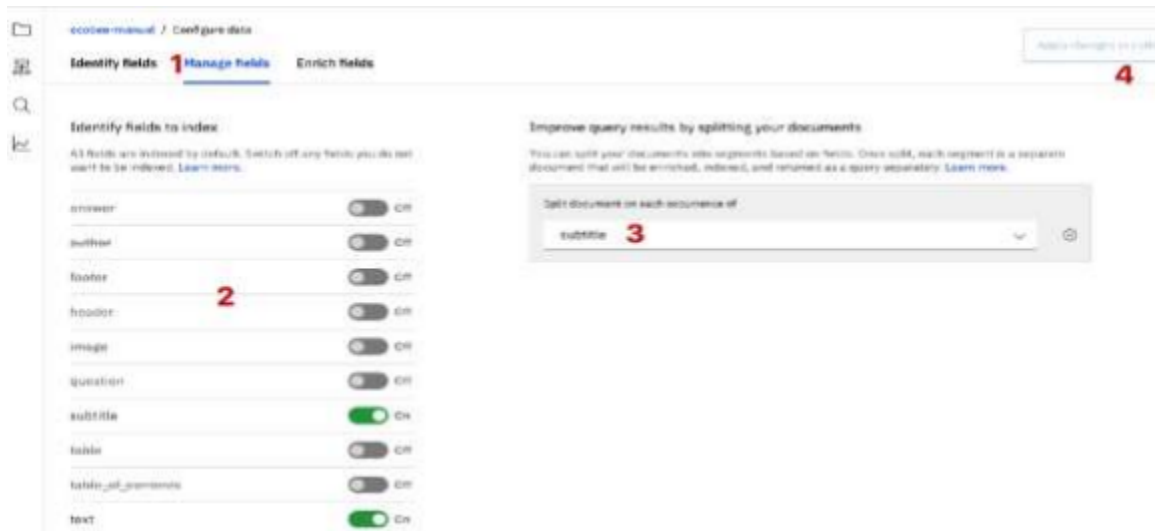 ecobee-manual / Configure data
Identify fields 1 Manage fields Enrich fields
Apply changes to 4
Identify fields to index
All fields are indexed by default. Switch off any fields you do not
want to be indexed. Learn more.
answer Off
author Off
footer Off
2
header Off
image Off
question Off
subtitle On
table Off
table_of_contents Off
text On
Improve query results by splitting your documents
You can split your documents into segments based on fields. Once split, each segment is a separate
document that will be enriched, indexed, and returned as a query separately. Learn more.
Split document on each occurrence of
subtitle 3